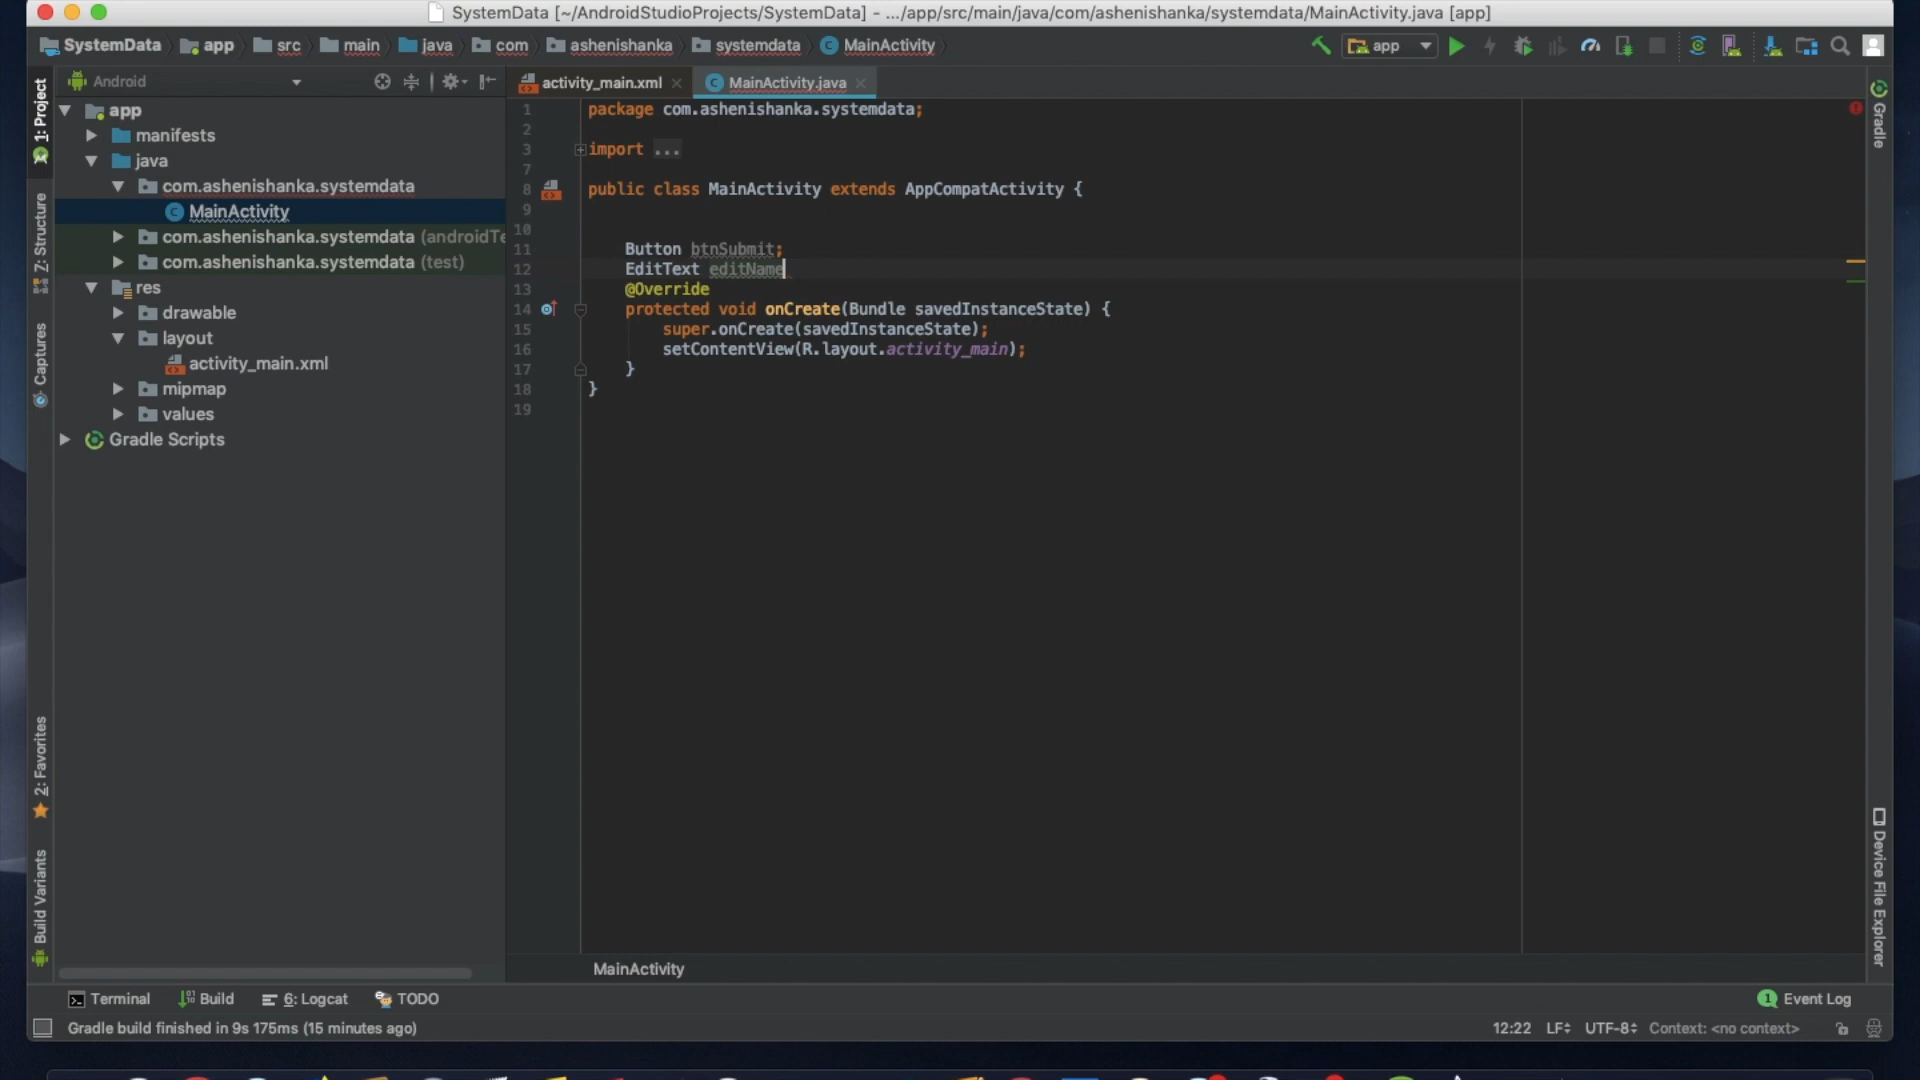 SystemData [~/AndroidStudioProjects/SystemData] - .../app/src/main/java/com/ashenishanka/systemdata/MainActivity.java [app]
SystemData app src main java com ashenishanka systemdata MainActivity app
Android
activity_main.xml MainActivity.java
1: Project
Z: Structure
Captures
2: Favorites
Build Variants
app
manifests
java
com.ashenishanka.systemdata
MainActivity
com.ashenishanka.systemdata (androidTe
com.ashenishanka.systemdata (test)
res
drawable
layout
activity_main.xml
mipmap
values
Gradle Scripts
1 package com.ashenishanka.systemdata;
2
3 import ...
7
8 public class MainActivity extends AppCompatActivity {
9
10
11 Button btnSubmit;
12 EditText editName
13 @Override
14 protected void onCreate(Bundle savedInstanceState) {
15 super.onCreate(savedInstanceState);
16 setContentView(R.layout.activity_main);
17 }
18 }
19
MainActivity
Gradle
Device File Explorer
Terminal Build 6: Logcat TODO 1 Event Log
Gradle build finished in 9s 175ms (15 minutes ago) 12:22 LF UTF-8 Context: <no context>